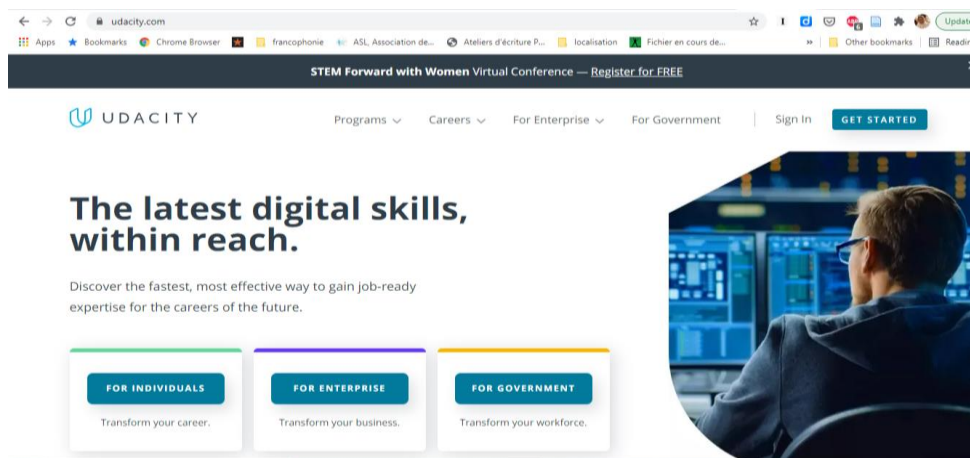 udacity.com
Update
Apps Bookmarks Chrome Browser francophonie ASL, Association de... Ateliers d'écriture P... localisation Fichier en cours de... » Other bookmarks
STEM Forward with Women Virtual Conference — Register for FREE
UDACITY Programs Careers For Enterprise For Government Sign In GET STARTED
The latest digital skills,
within reach.
Discover the fastest, most effective way to gain job-ready
expertise for the careers of the future.
FOR INDIVIDUALS FOR ENTERPRISE FOR GOVERNMENT
Transform your career. Transform your business. Transform your workforce.